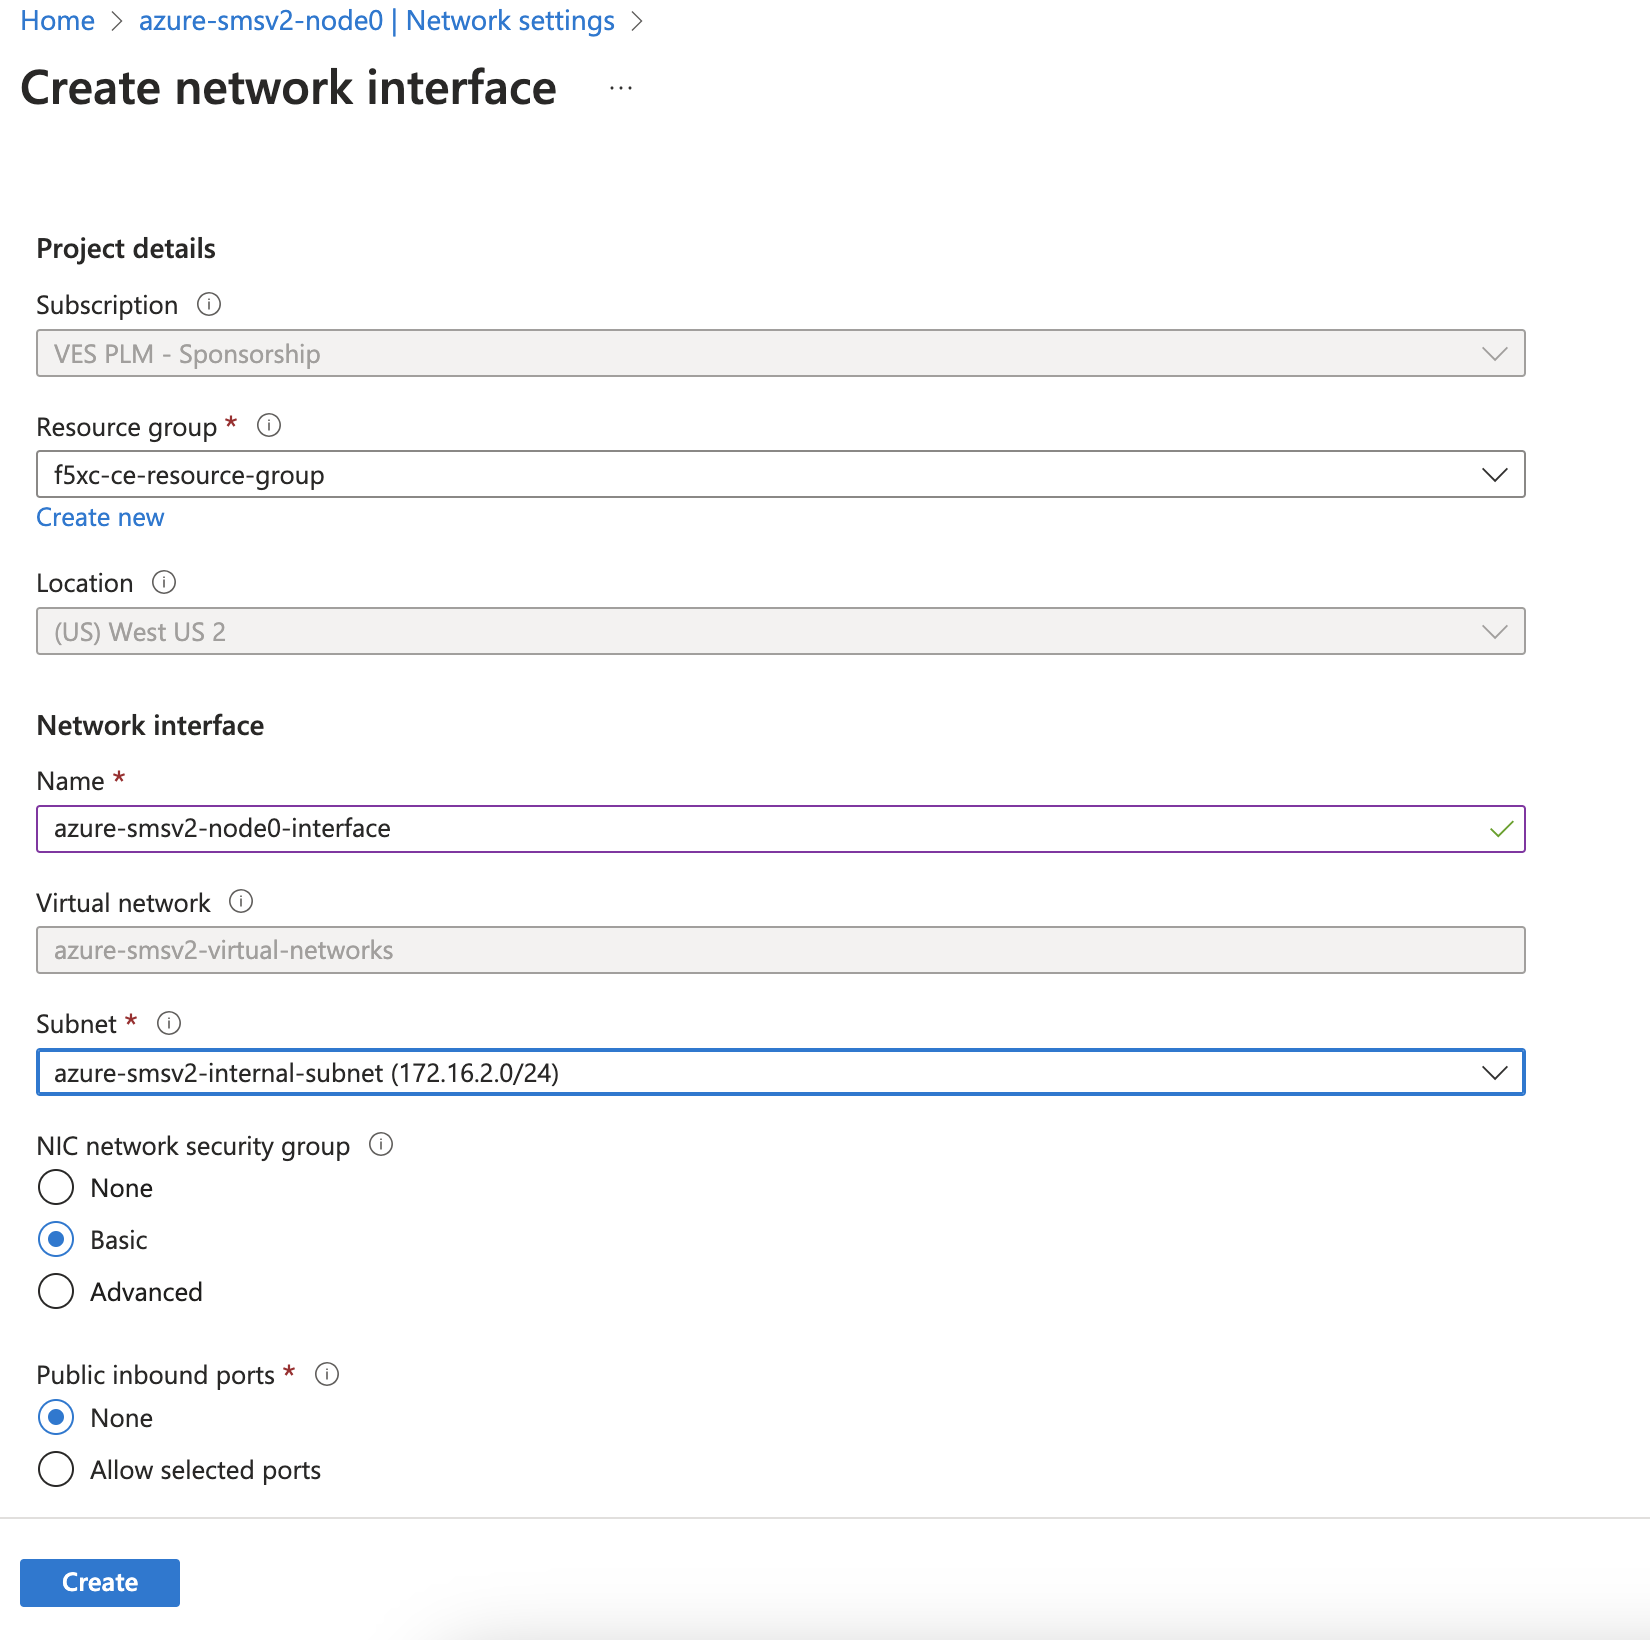 Home > azure-smsv2-node0 | Network settings >
Create network interface ...
Project details
Subscription
VES PLM - Sponsorship
Resource group *
f5xc-ce-resource-group
Create new
Location
(US) West US 2
Network interface
Name *
azure-smsv2-node0-interface
Virtual network
azure-smsv2-virtual-networks
Subnet *
azure-smsv2-internal-subnet (172.16.2.0/24)
NIC network security group
None
Basic
Advanced
Public inbound ports *
None
Allow selected ports
Create